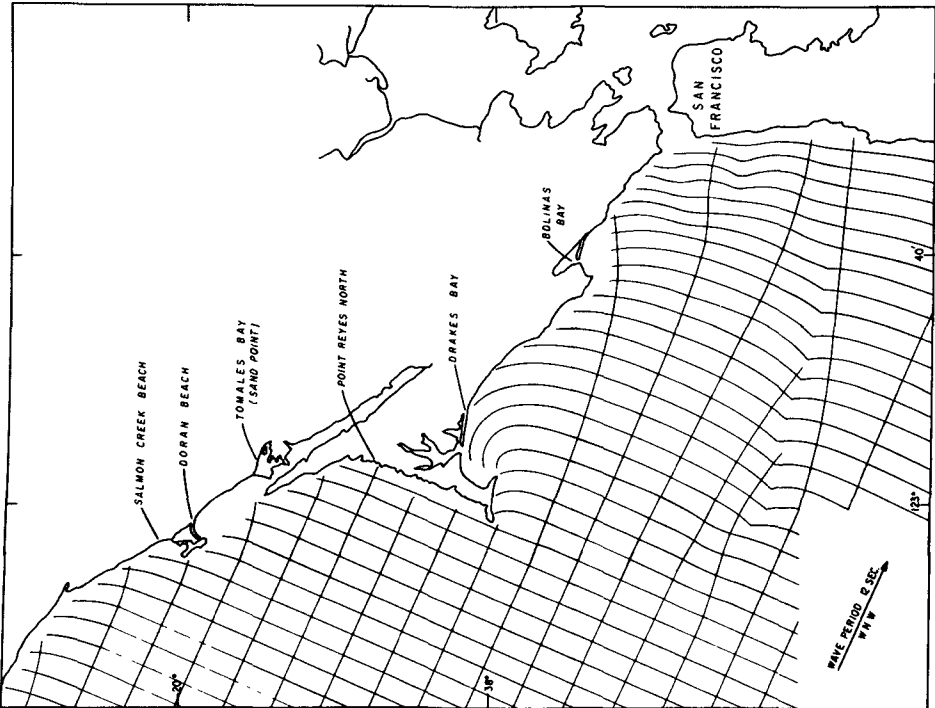 SALMON CREEK BEACH
DORAN BEACH
TOMALES BAY
(SAND POINT)
POINT REYES NORTH
DRAKES BAY
BOLINAS
BAY
SAN
FRANCISCO
20'
38°
123°
40'
WAVE PERIOD 12 SEC.
WNW